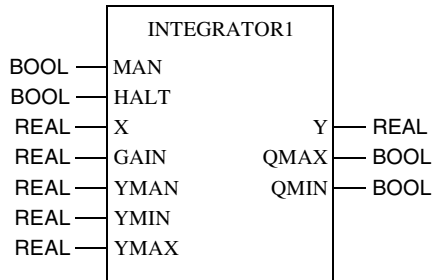 INTEGRATOR1
BOOL MAN
BOOL HALT
REAL X Y REAL
REAL GAIN QMAX BOOL
REAL YMAN QMIN BOOL
REAL YMIN
REAL YMAX